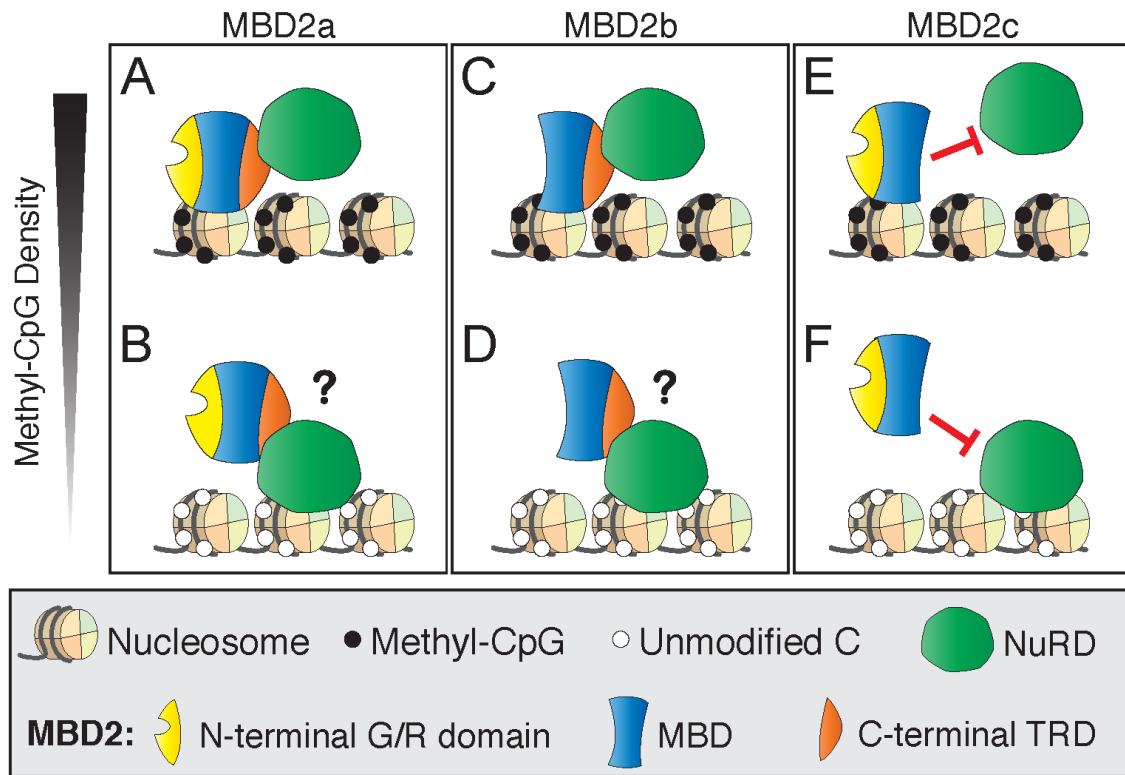 MBD2a
MBD2b
MBD2c
Methyl-CpG Density
A
C
E
B
?
D
?
F
Nucleosome
Methyl-CpG
Unmodified C
NuRD
MBD2:
N-terminal G/R domain
MBD
C-terminal TRD